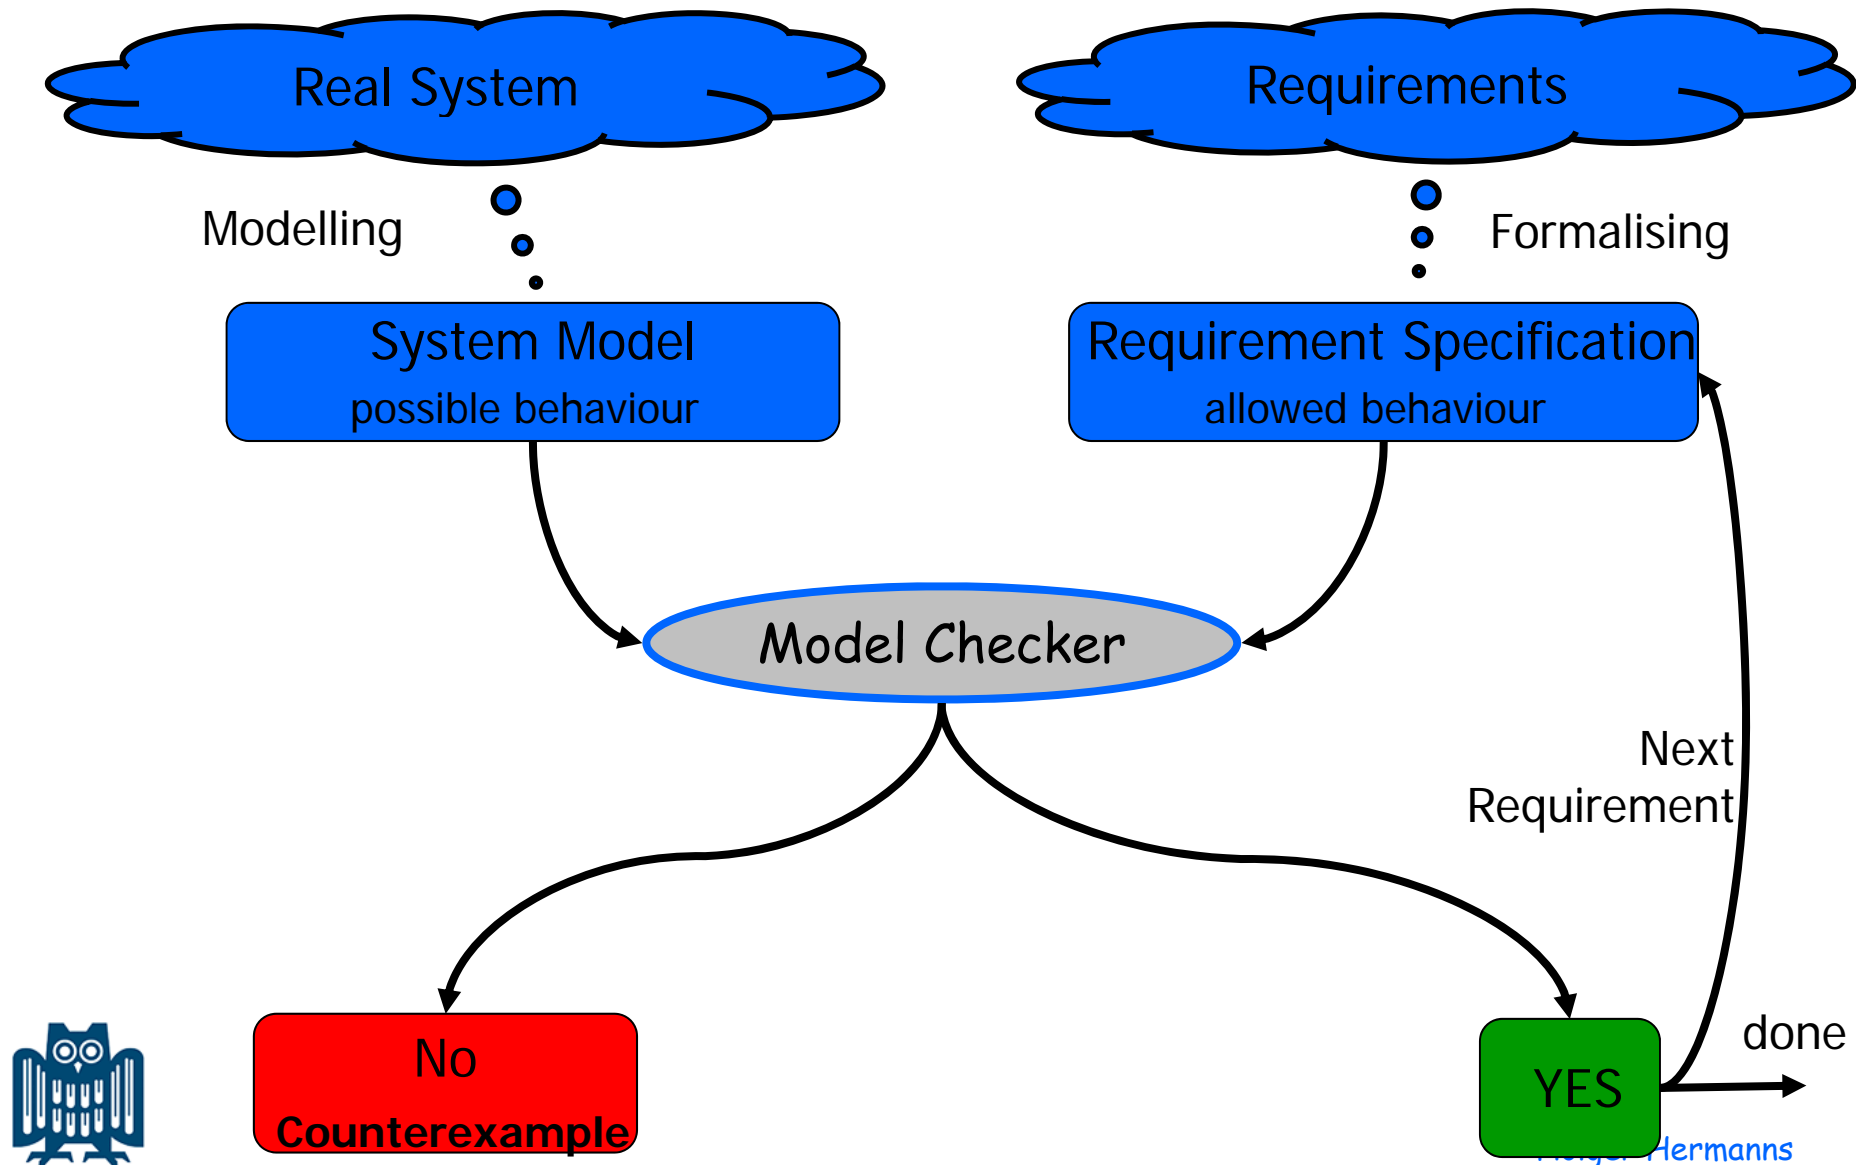 Real System
Requirements
Modelling
Formalising
System Model
possible behaviour
Requirement Specification
allowed behaviour
Model Checker
Next
Requirement
No
Counterexample
YES
done
Hermanns